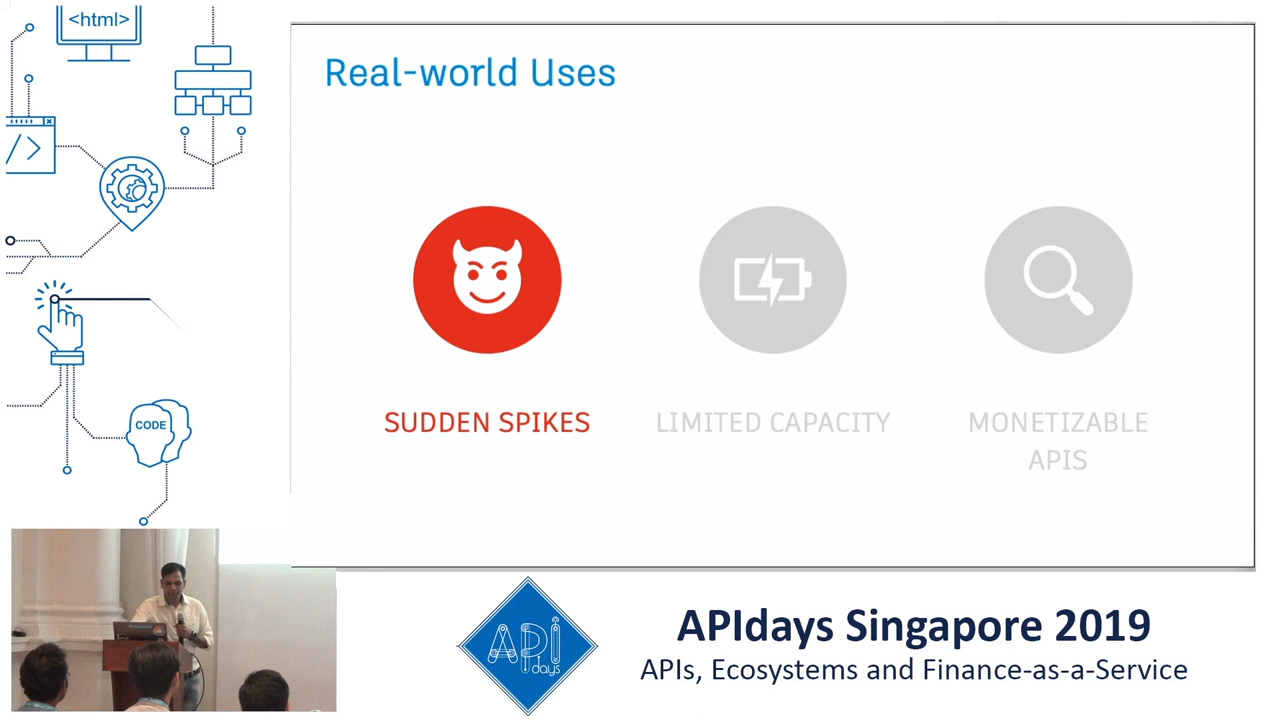 <html>
</>
CODE
Real-world Uses
SUDDEN SPIKES
LIMITED CAPACITY
MONETIZABLE
APIS
API
days
APIdays Singapore 2019
APIs, Ecosystems and Finance-as-a-Service